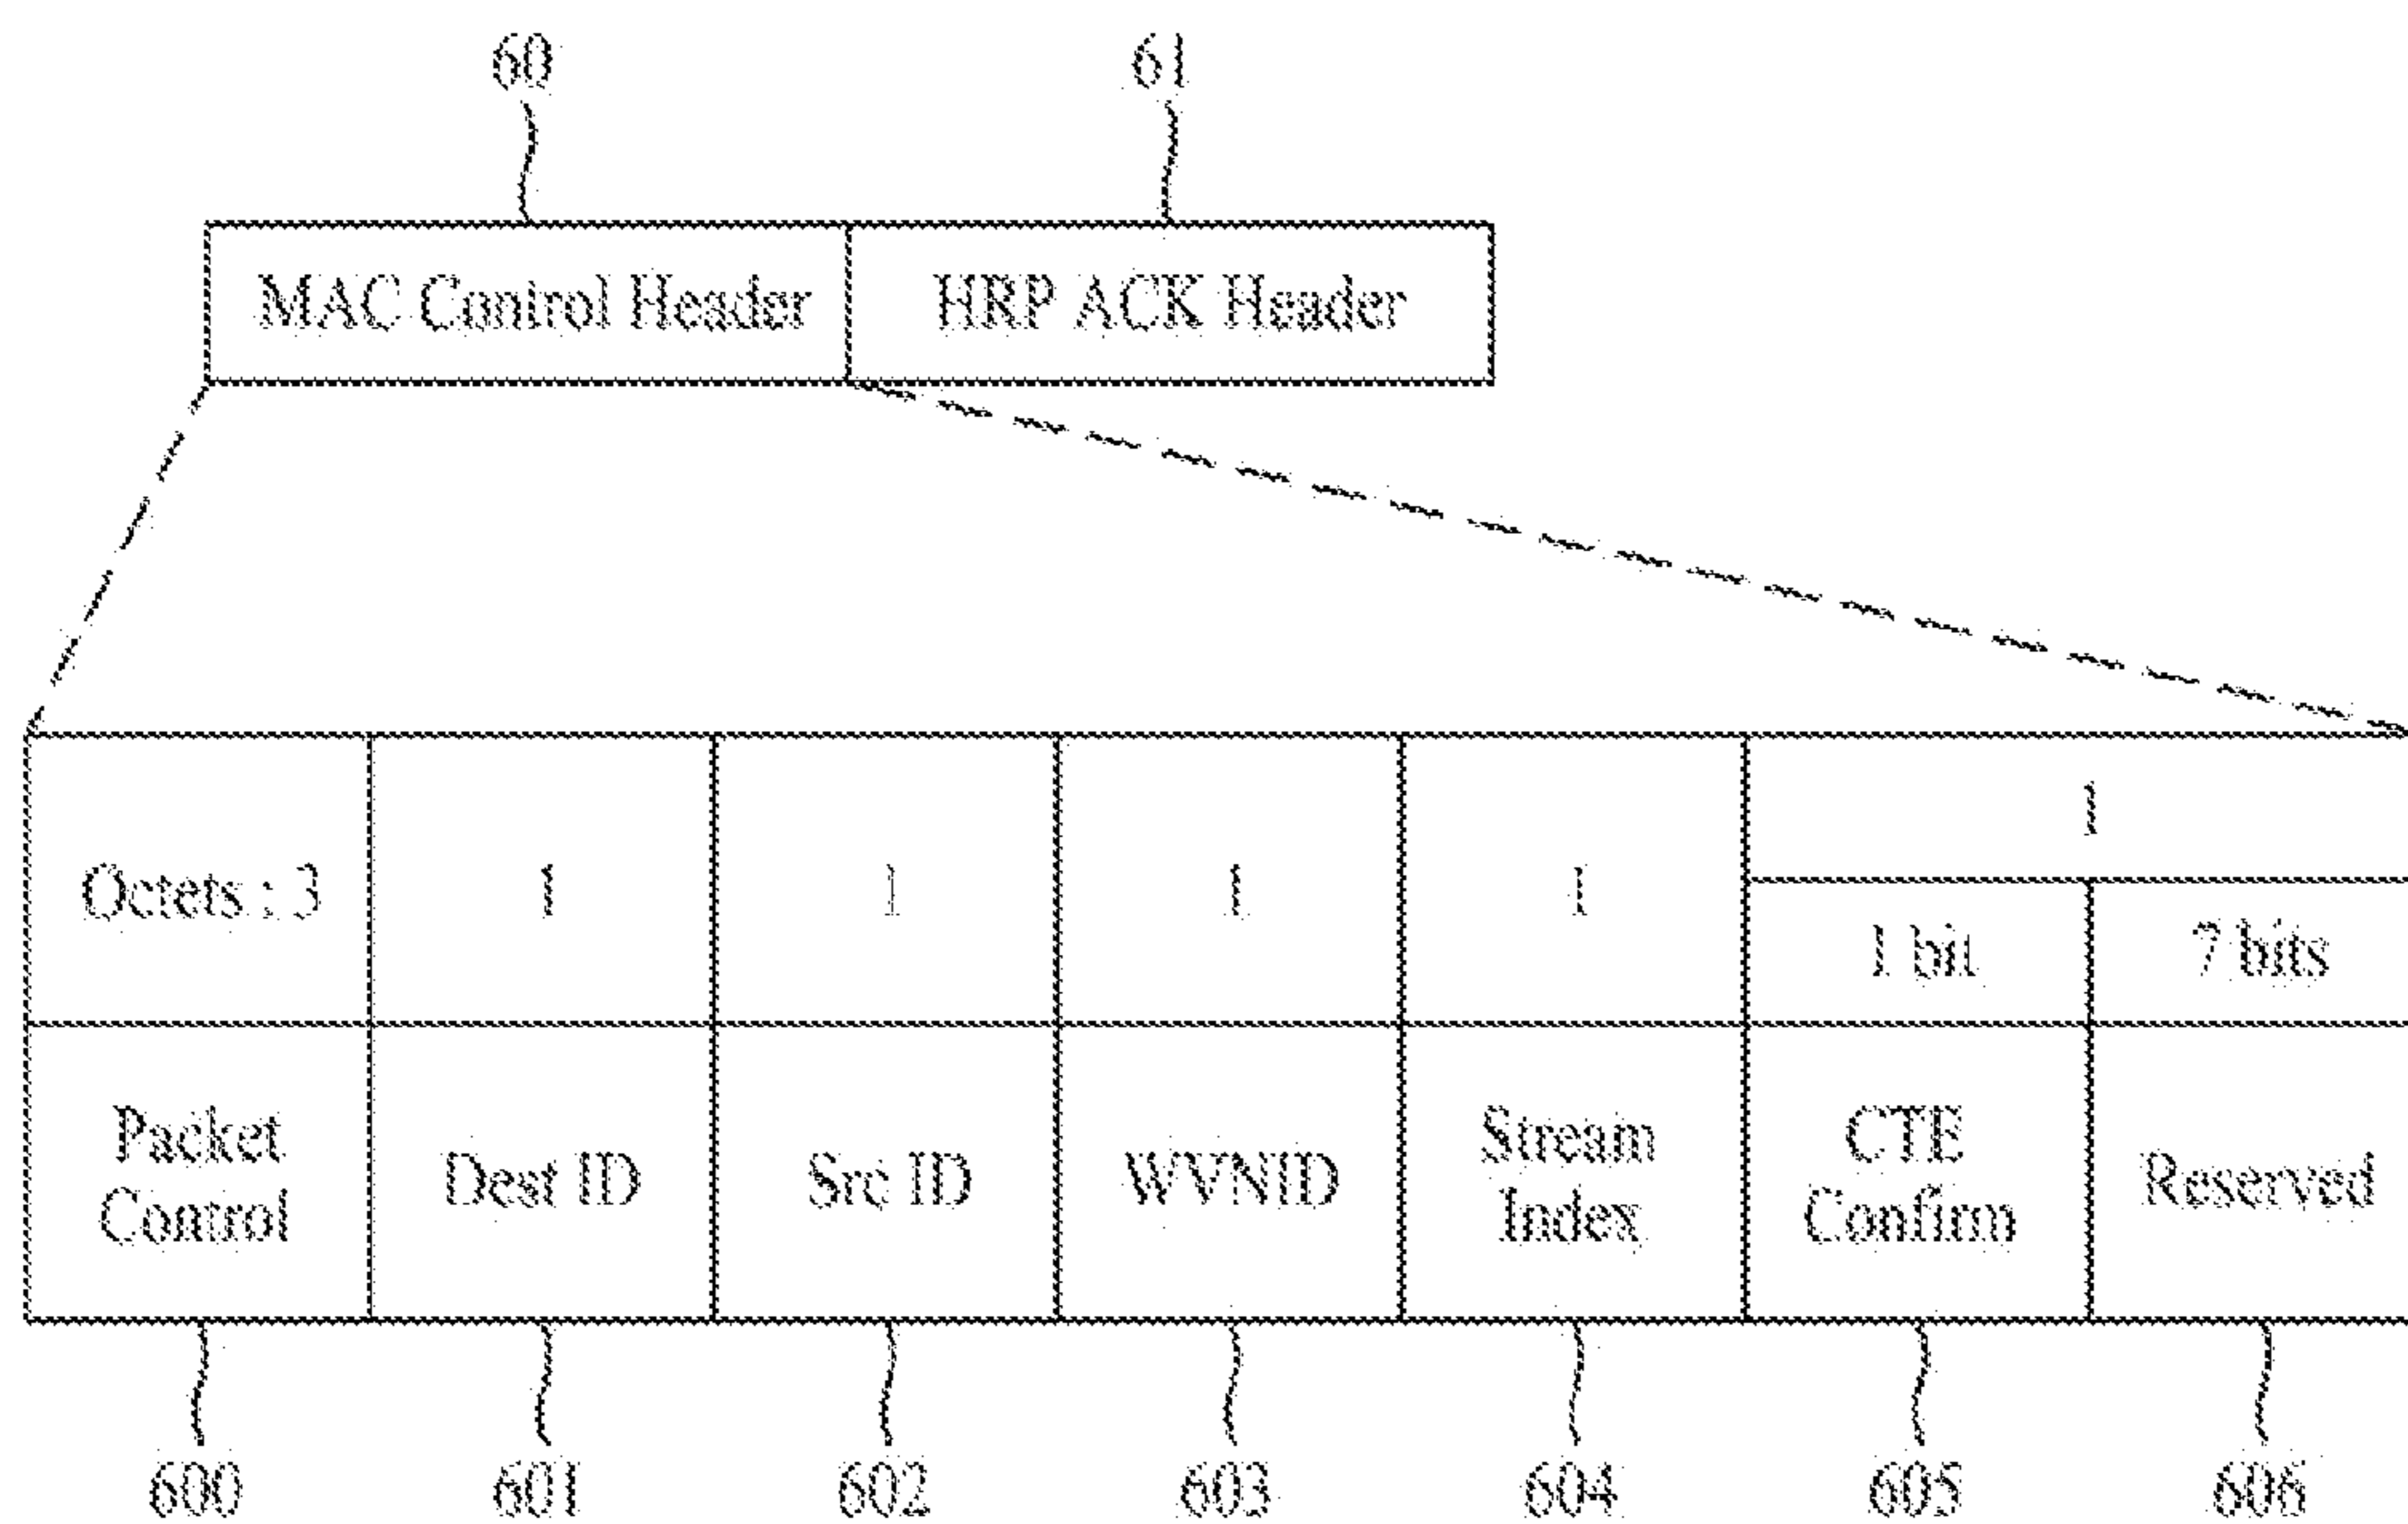 60 61
MAC Control Header HRP ACK Header
1
Octets : 3 1 1 1 1
1 bit 7 bits
Packet Control Dest ID Src ID WVNID Stream Index CTE Confirm Reserved
600 601 602 603 604 605 606